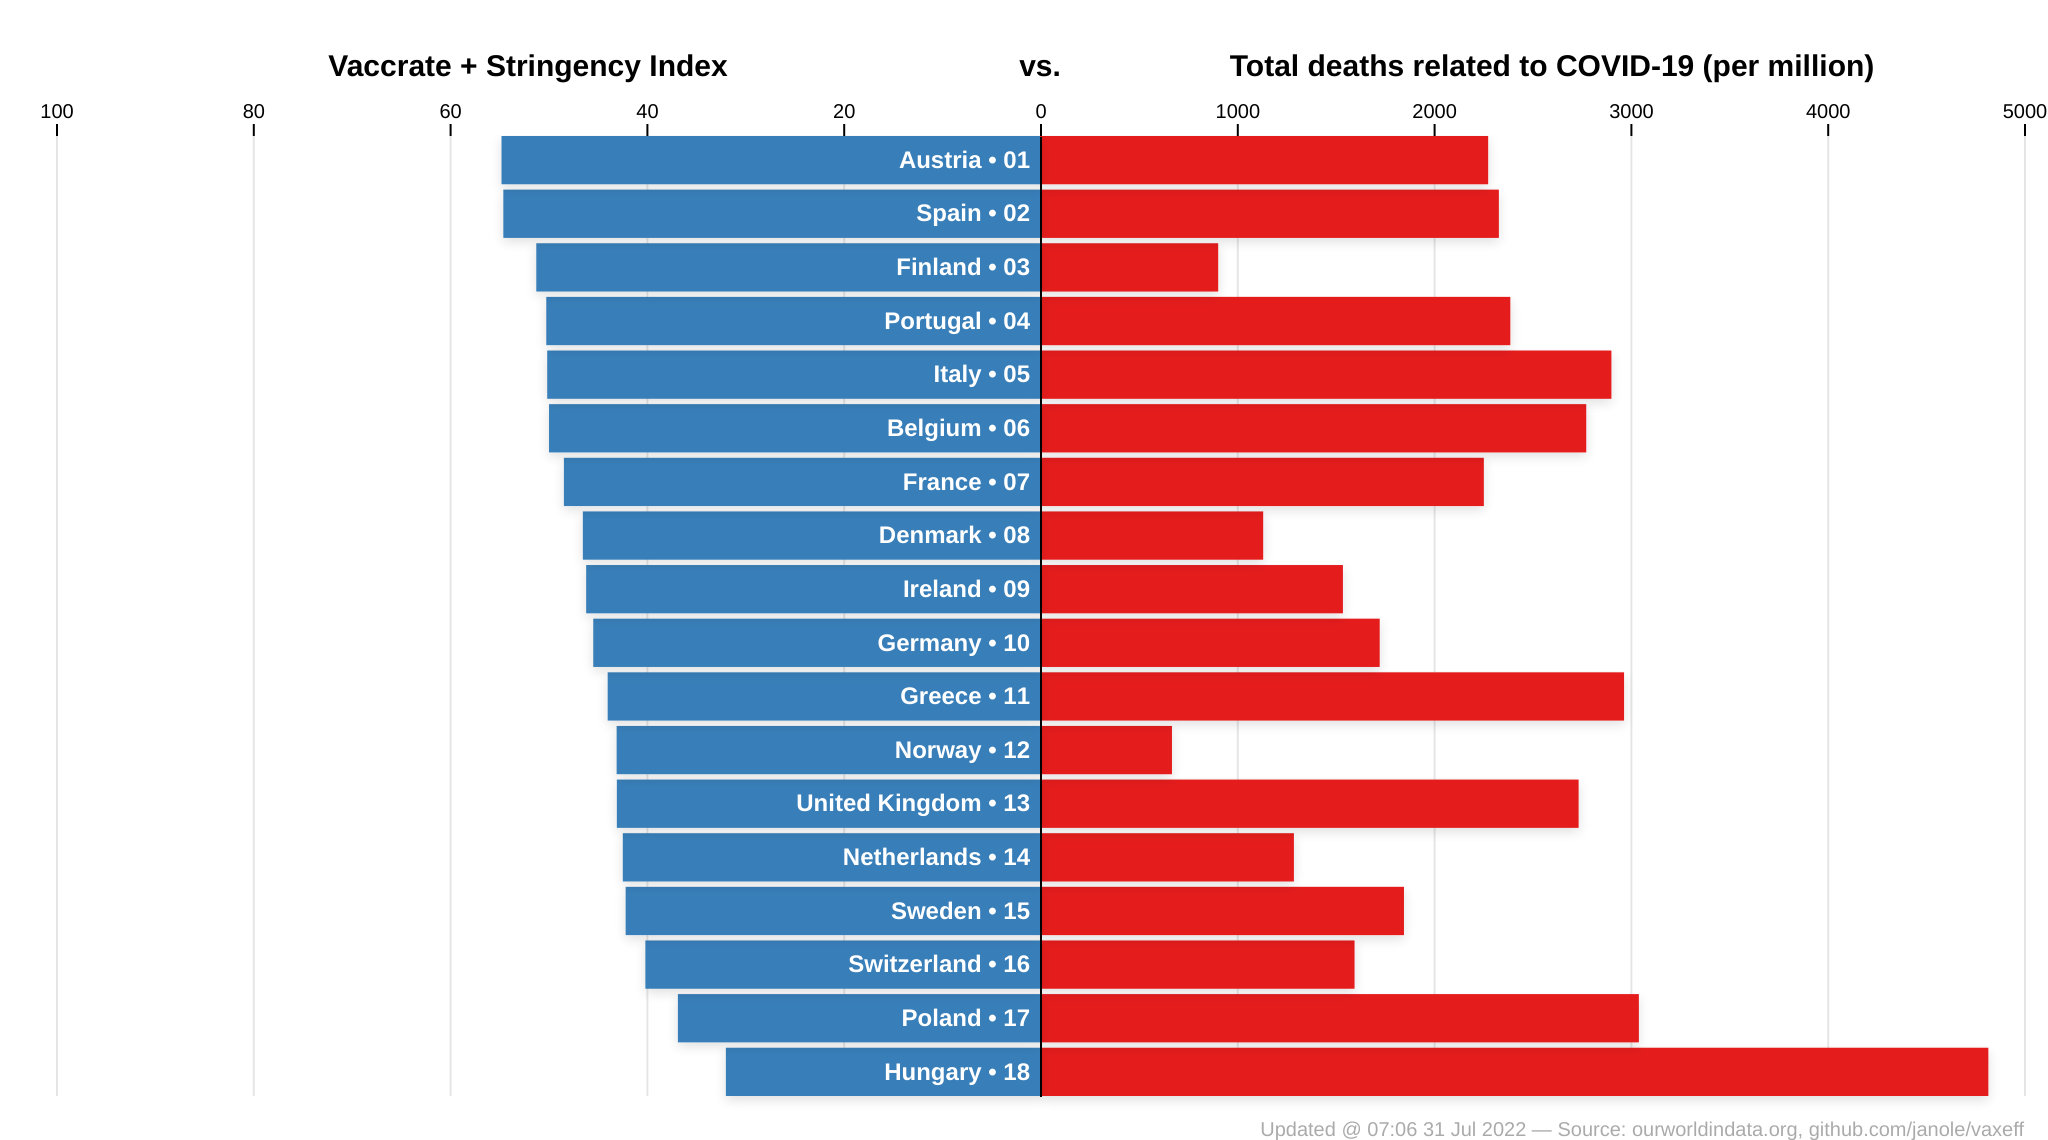 Vaccrate + Stringency Index vs. Total deaths related to COVID-19 (per million)
100 80 60 40 20 0 1000 2000 3000 4000 5000
Austria • 01
Spain • 02
Finland • 03
Portugal • 04
Italy • 05
Belgium • 06
France • 07
Denmark • 08
Ireland • 09
Germany • 10
Greece • 11
Norway • 12
United Kingdom • 13
Netherlands • 14
Sweden • 15
Switzerland • 16
Poland • 17
Hungary • 18
Updated @ 07:06 31 Jul 2022 — Source: ourworldindata.org, github.com/janole/vaxeff